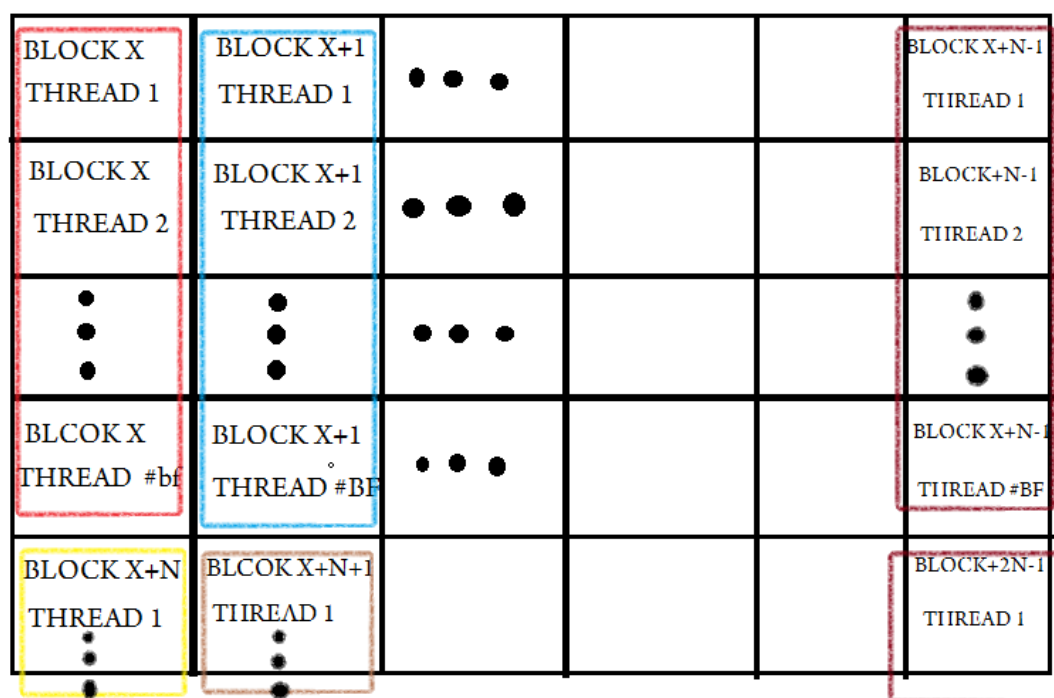 BLOCK X
THREAD 1
BLOCK X+1
THREAD 1
BLOCK X+N-1
THREAD 1
BLOCK X
THREAD 2
BLOCK X+1
THREAD 2
BLOCK+N-1
THREAD 2
BLCOK X
THREAD #bf
BLOCK X+1
THREAD #BF
BLOCK X+N-1
THREAD #BF
BLOCK X+N
THREAD 1
BLCOK X+N+1
THREAD 1
BLOCK+2N-1
THREAD 1